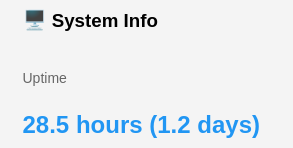 🖥️ System Info
Uptime
28.5 hours (1.2 days)